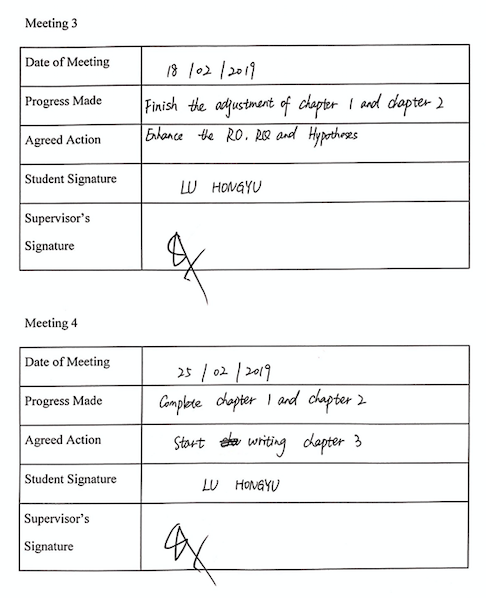 Meeting 3
Date of Meeting 18 / 02 / 2019
Progress Made Finish the adjustment of chapter 1 and chapter 2
Agreed Action Enhance the RO, RQ and Hypotheses
Student Signature LU HONGYU
Supervisor's
Signature
Meeting 4
Date of Meeting 25 / 02 / 2019
Progress Made Complete chapter 1 and chapter 2
Agreed Action Start writing chapter 3
Student Signature LU HONGYU
Supervisor's
Signature